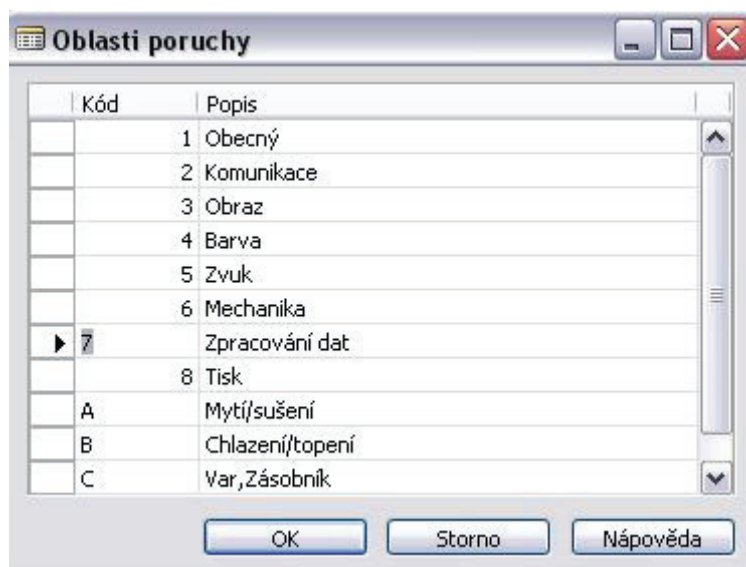 Oblasti poruchy
Kód Popis
1 Obecný
2 Komunikace
3 Obraz
4 Barva
5 Zvuk
6 Mechanika
7 Zpracování dat
8 Tisk
A Mytí/sušení
B Chlazení/topení
C Var,Zásobník
OK Storno Nápověda